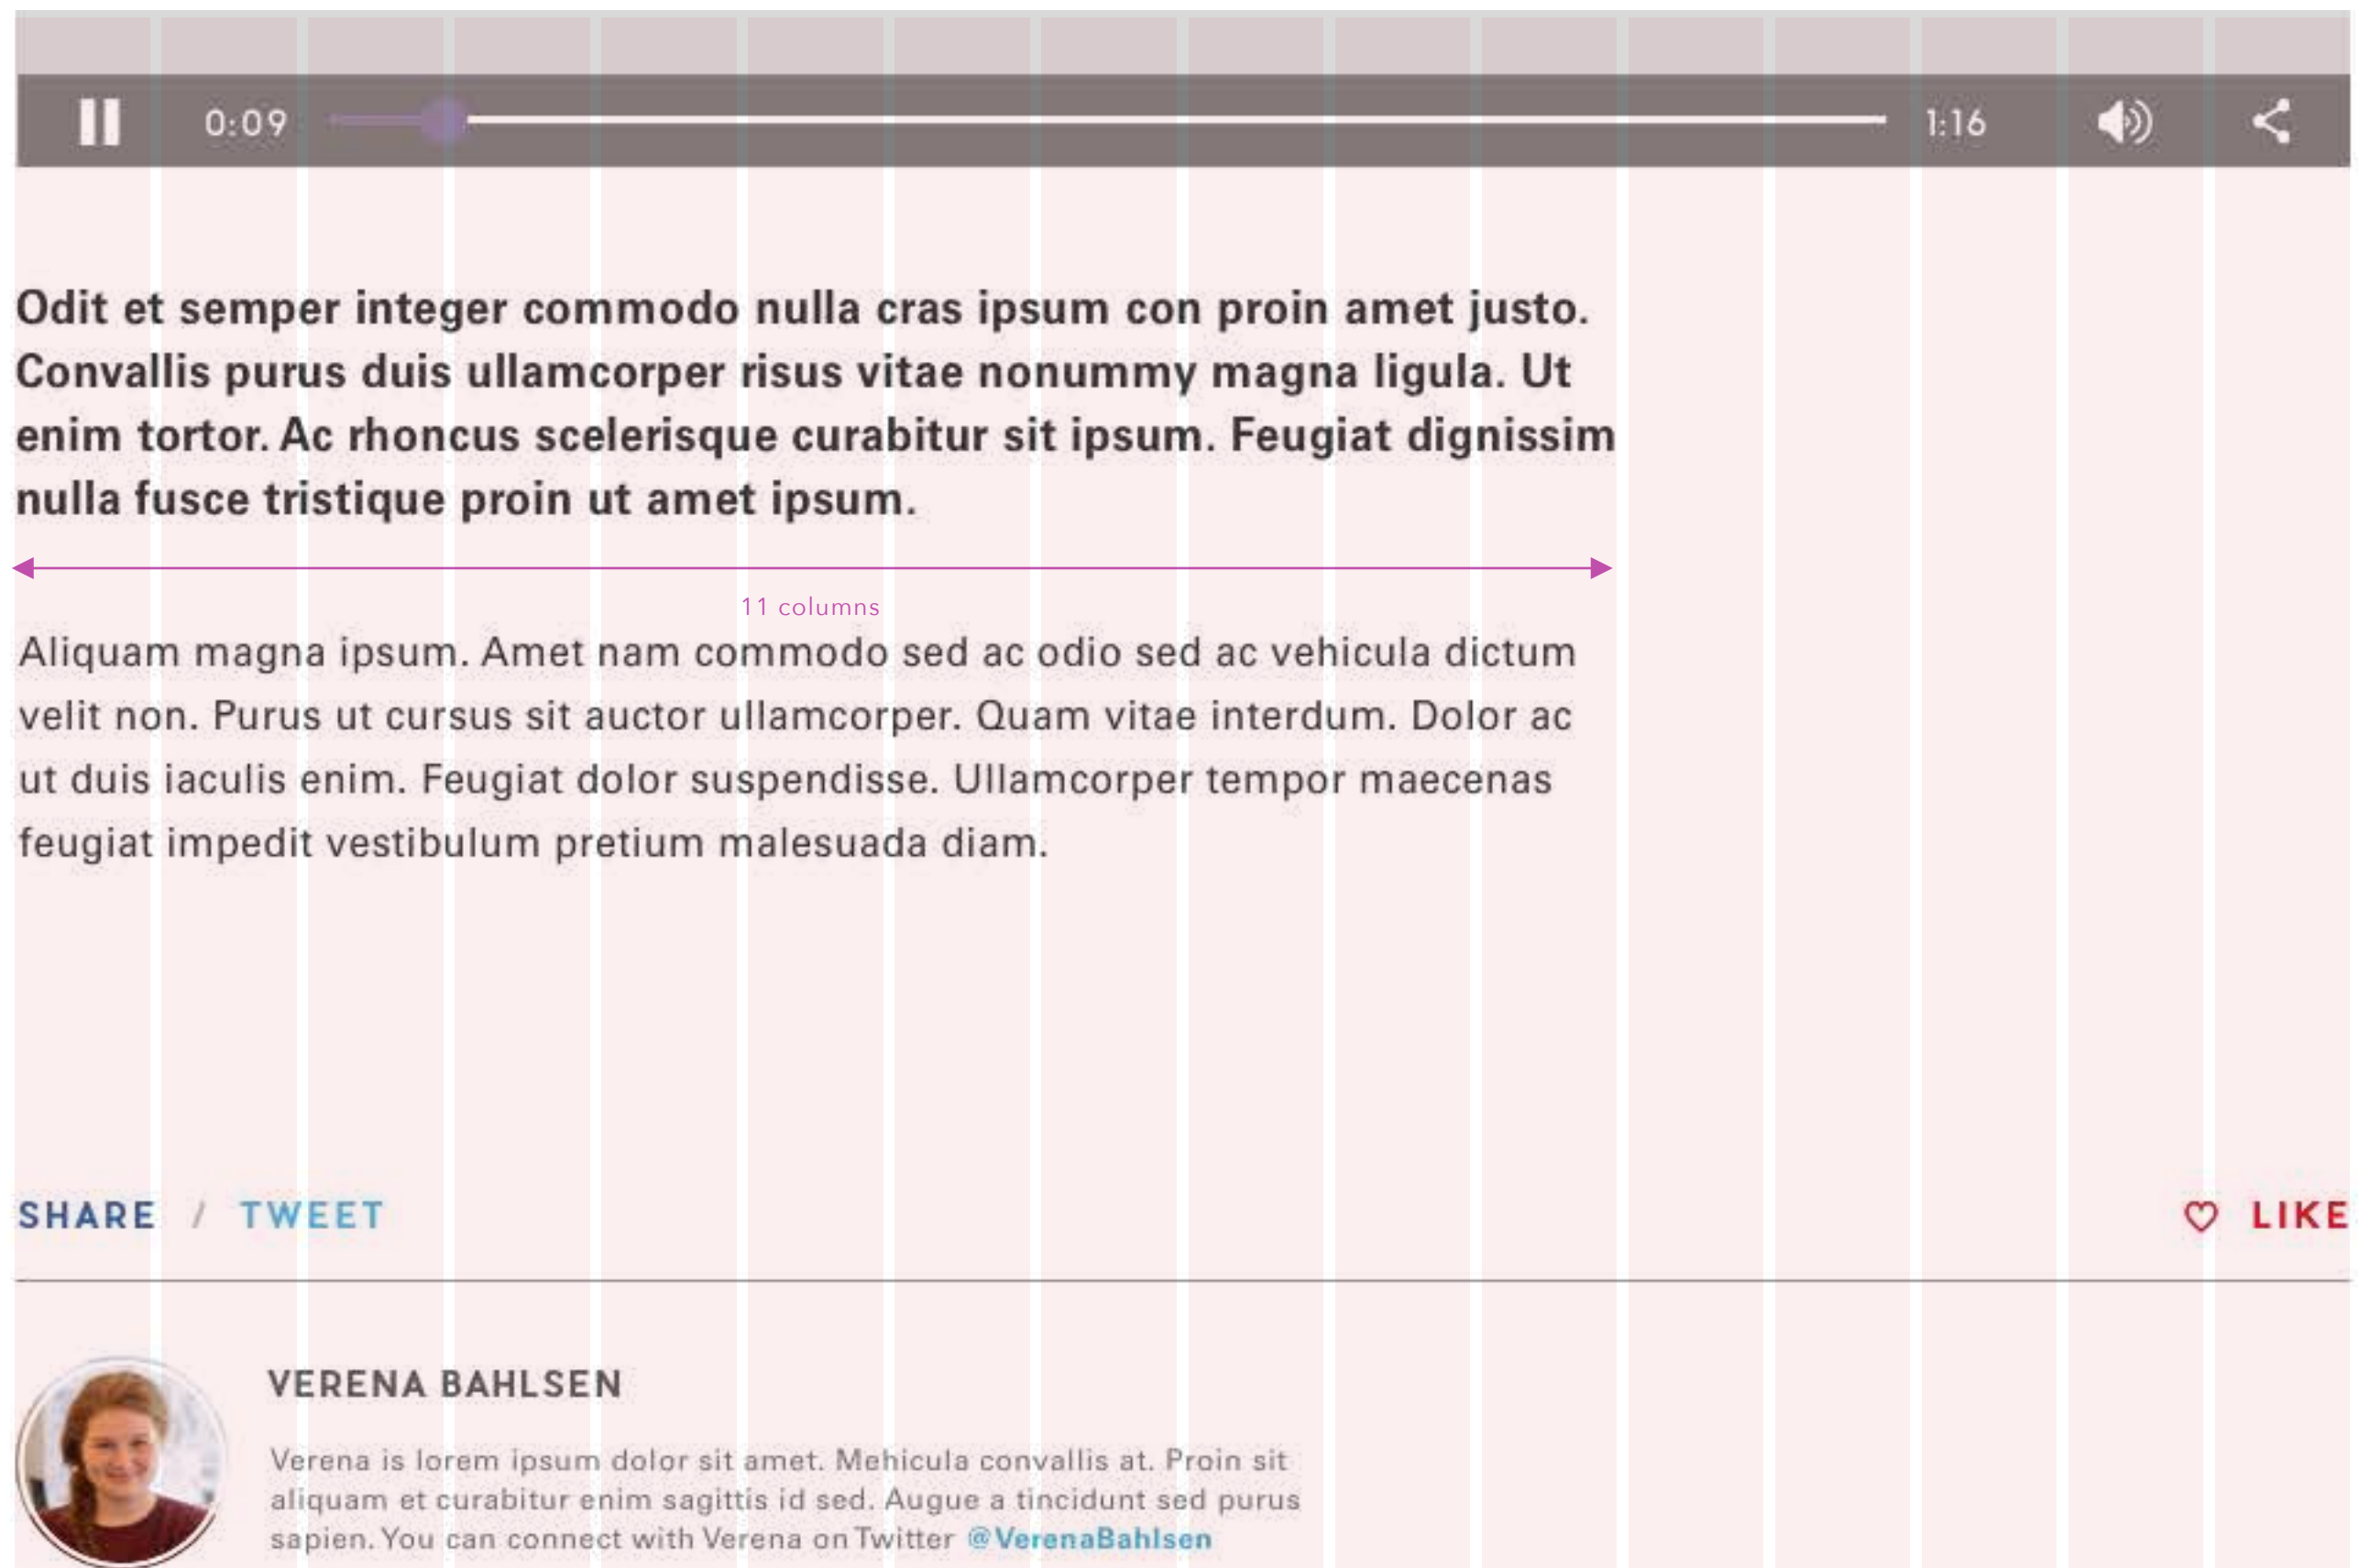 0:09 1:16
Odit et semper integer commodo nulla cras ipsum con proin amet justo.
Convallis purus duis ullamcorper risus vitae nonummy magna ligula. Ut
enim tortor. Ac rhoncus scelerisque curabitur sit ipsum. Feugiat dignissim
nulla fusce tristique proin ut amet ipsum.
11 columns
Aliquam magna ipsum. Amet nam commodo sed ac odio sed ac vehicula dictum
velit non. Purus ut cursus sit auctor ullamcorper. Quam vitae interdum. Dolor ac
ut duis iaculis enim. Feugiat dolor suspendisse. Ullamcorper tempor maecenas
feugiat impedit vestibulum pretium malesuada diam.
SHARE / TWEET LIKE
VERENA BAHLSEN
Verena is lorem ipsum dolor sit amet. Mehicula convallis at. Proin sit
aliquam et curabitur enim sagittis id sed. Augue a tincidunt sed purus
sapien. You can connect with Verena on Twitter @VerenaBahlsen